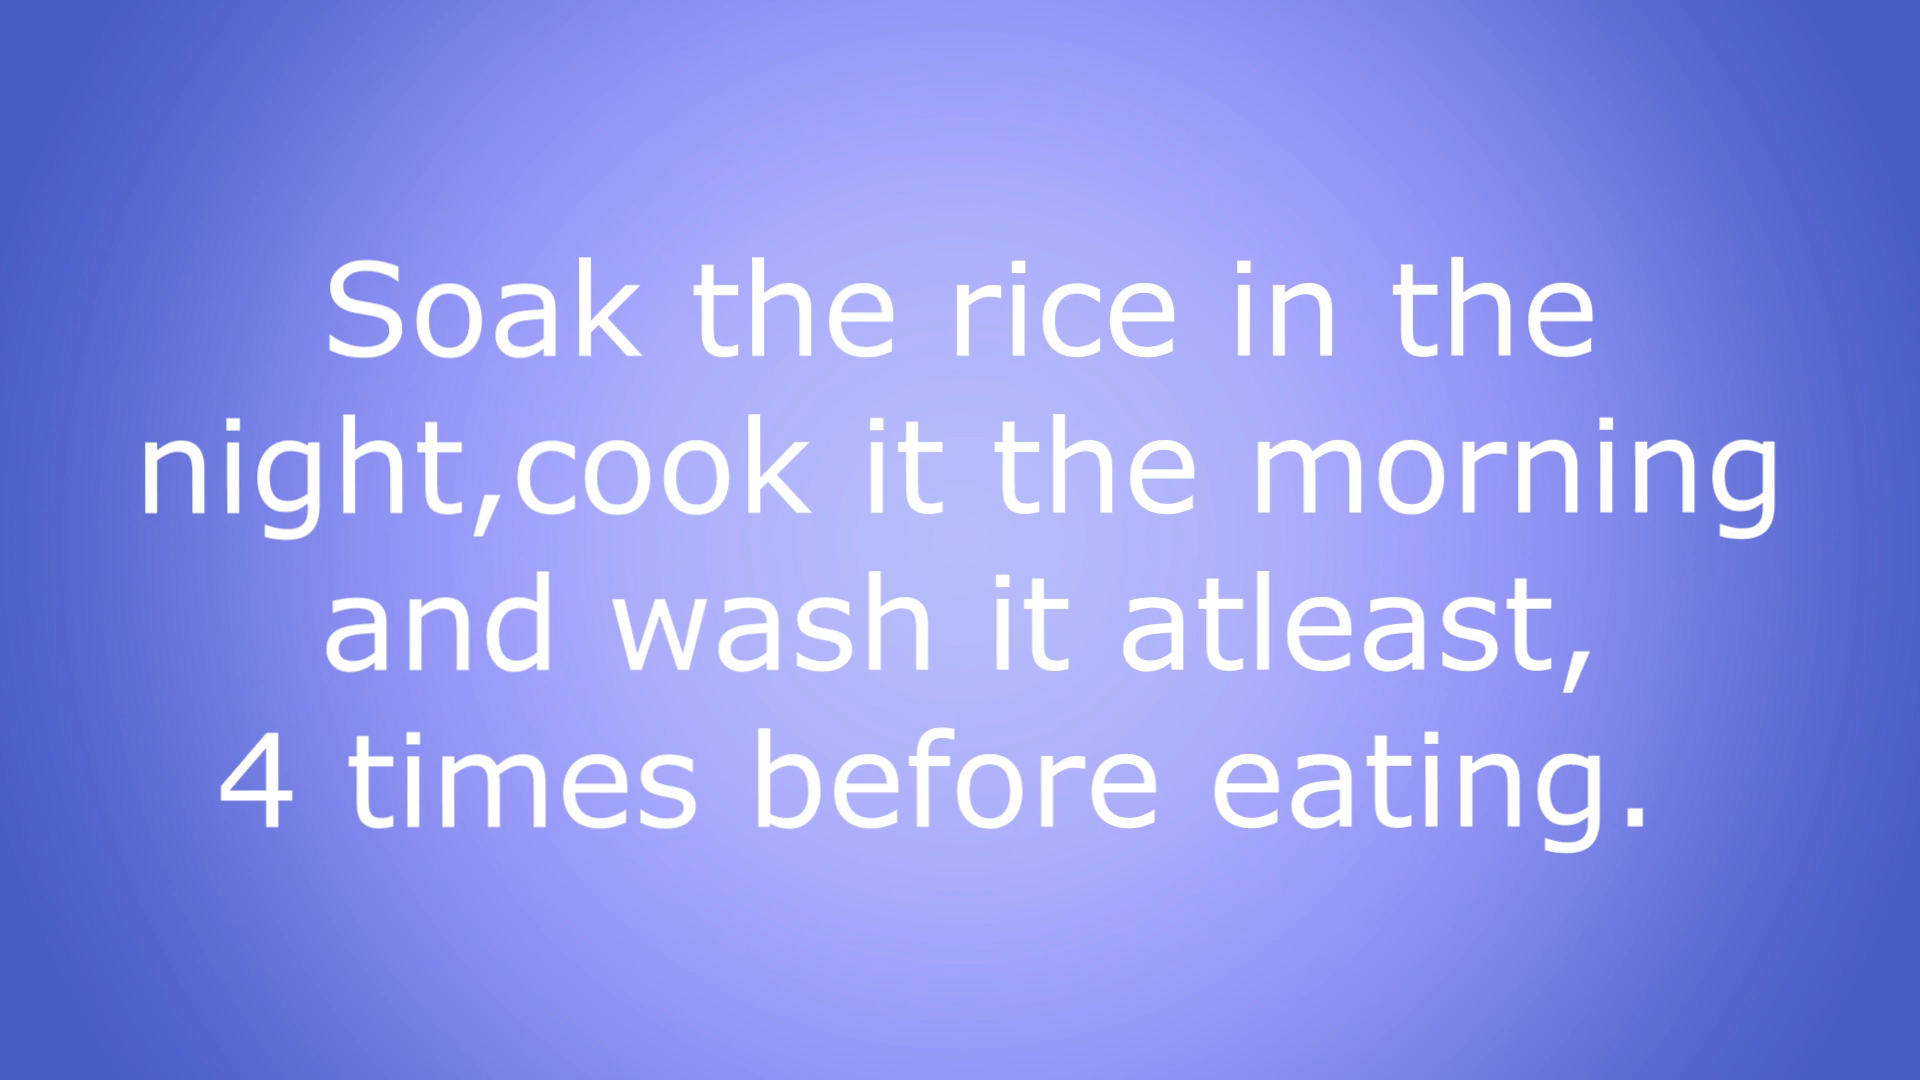 Soak the rice in the
night,cook it the morning
and wash it atleast,
4 times before eating.